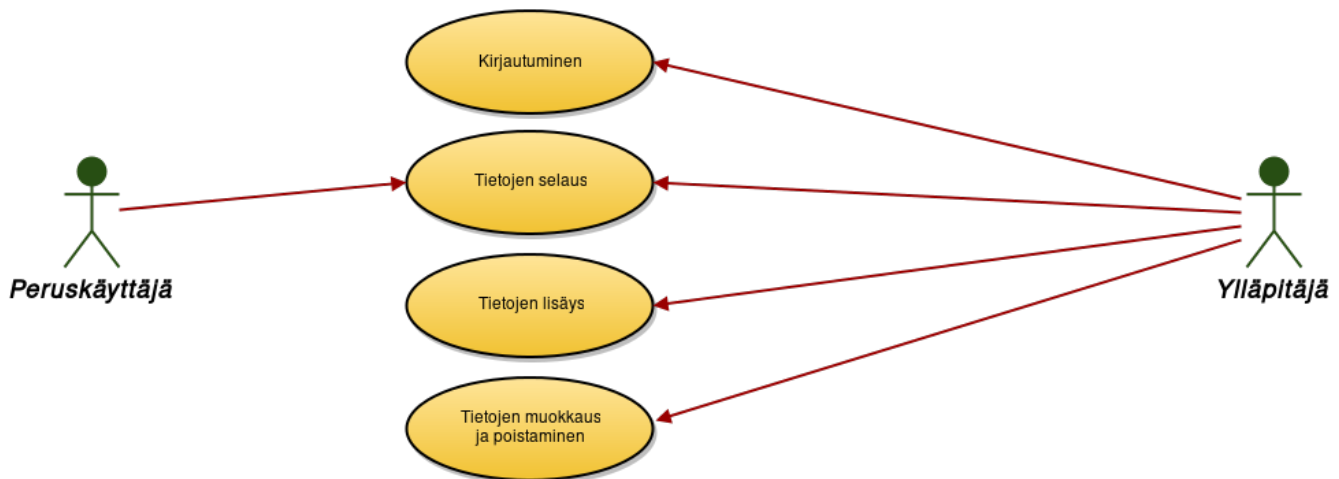 Kirjautuminen
Tietojen selaus
Peruskäyttäjä
Ylläpitäjä
Tietojen lisäys
Tietojen muokkaus
ja poistaminen